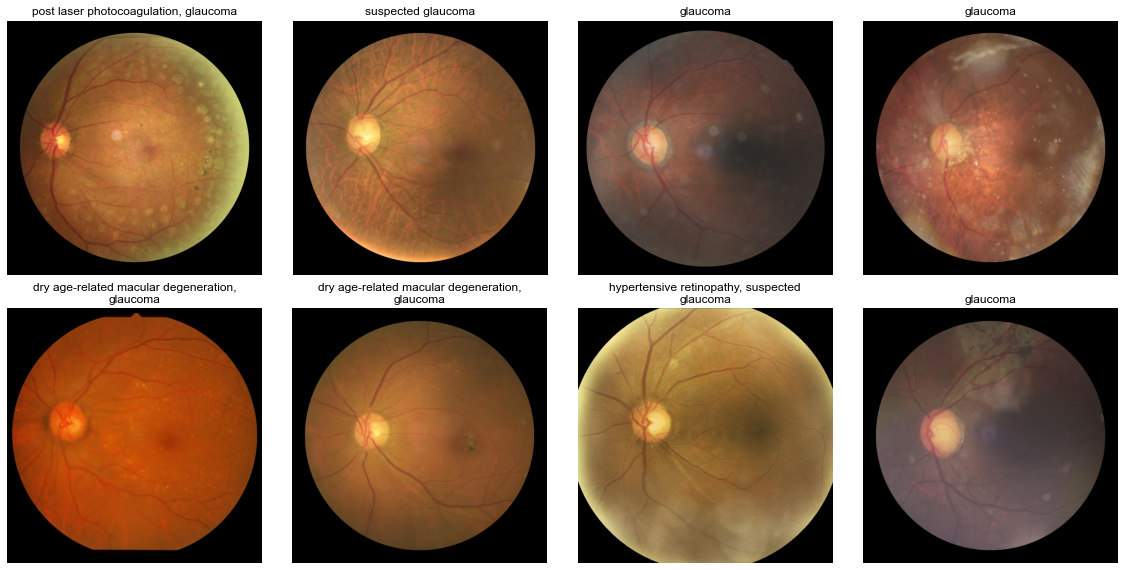 post laser photocoagulation, glaucoma
suspected glaucoma
glaucoma
glaucoma
dry age-related macular degeneration,
glaucoma
dry age-related macular degeneration,
glaucoma
hypertensive retinopathy, suspected
glaucoma
glaucoma